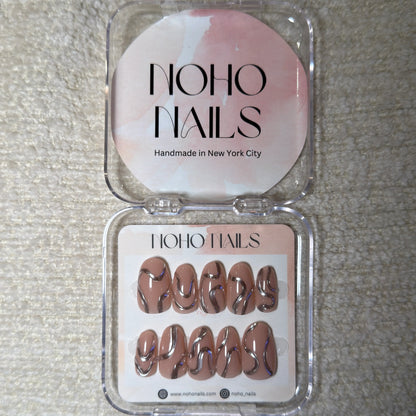 NOHO
NAILS
Handmade in New York City
NOHO NAILS
www.nohonails.com
noho_nails